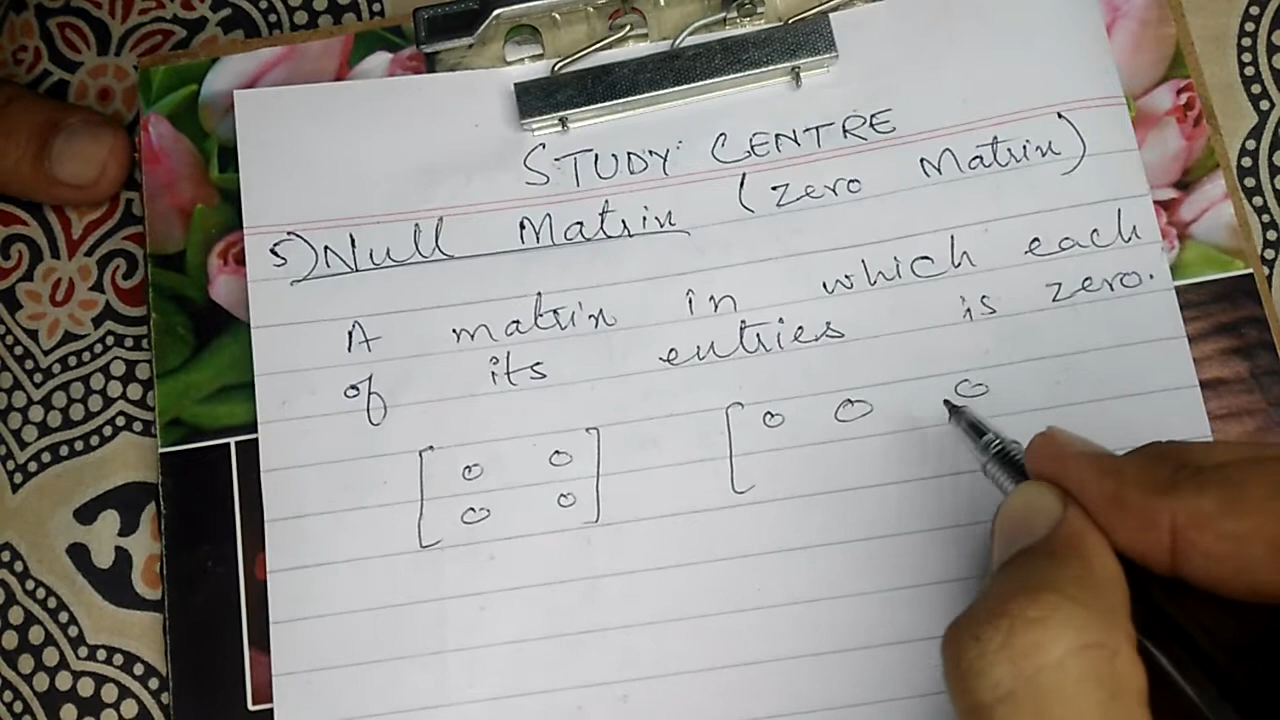 STUDY CENTRE
5) Null Matrix (Zero Matrix)
A matrix in which each
of its entries is zero.
[ 0 0
0 0 ]
[ 0 0 0